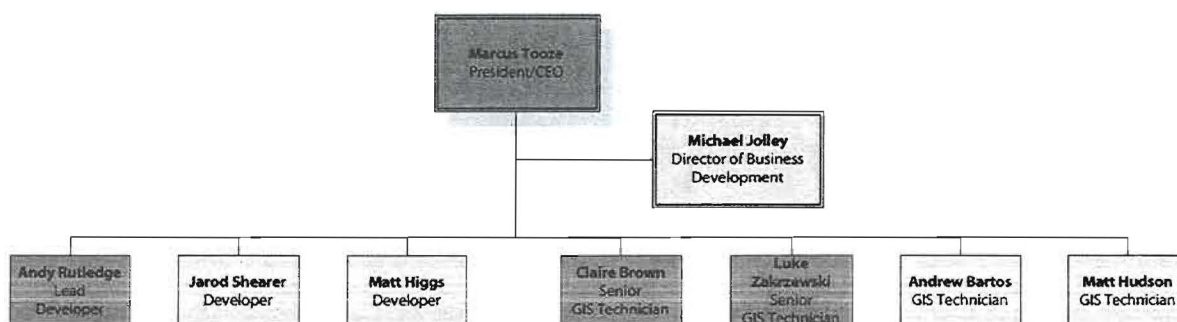 Marcus Tooze
President/CEO
Michael Jolley
Director of Business
Development
Andy Rutledge
Lead
Developer
Jarod Shearer
Developer
Matt Higgs
Developer
Claire Brown
Senior
GIS Technician
Luke
Zakrzewski
Senior
GIS Technician
Andrew Bartos
GIS Technician
Matt Hudson
GIS Technician